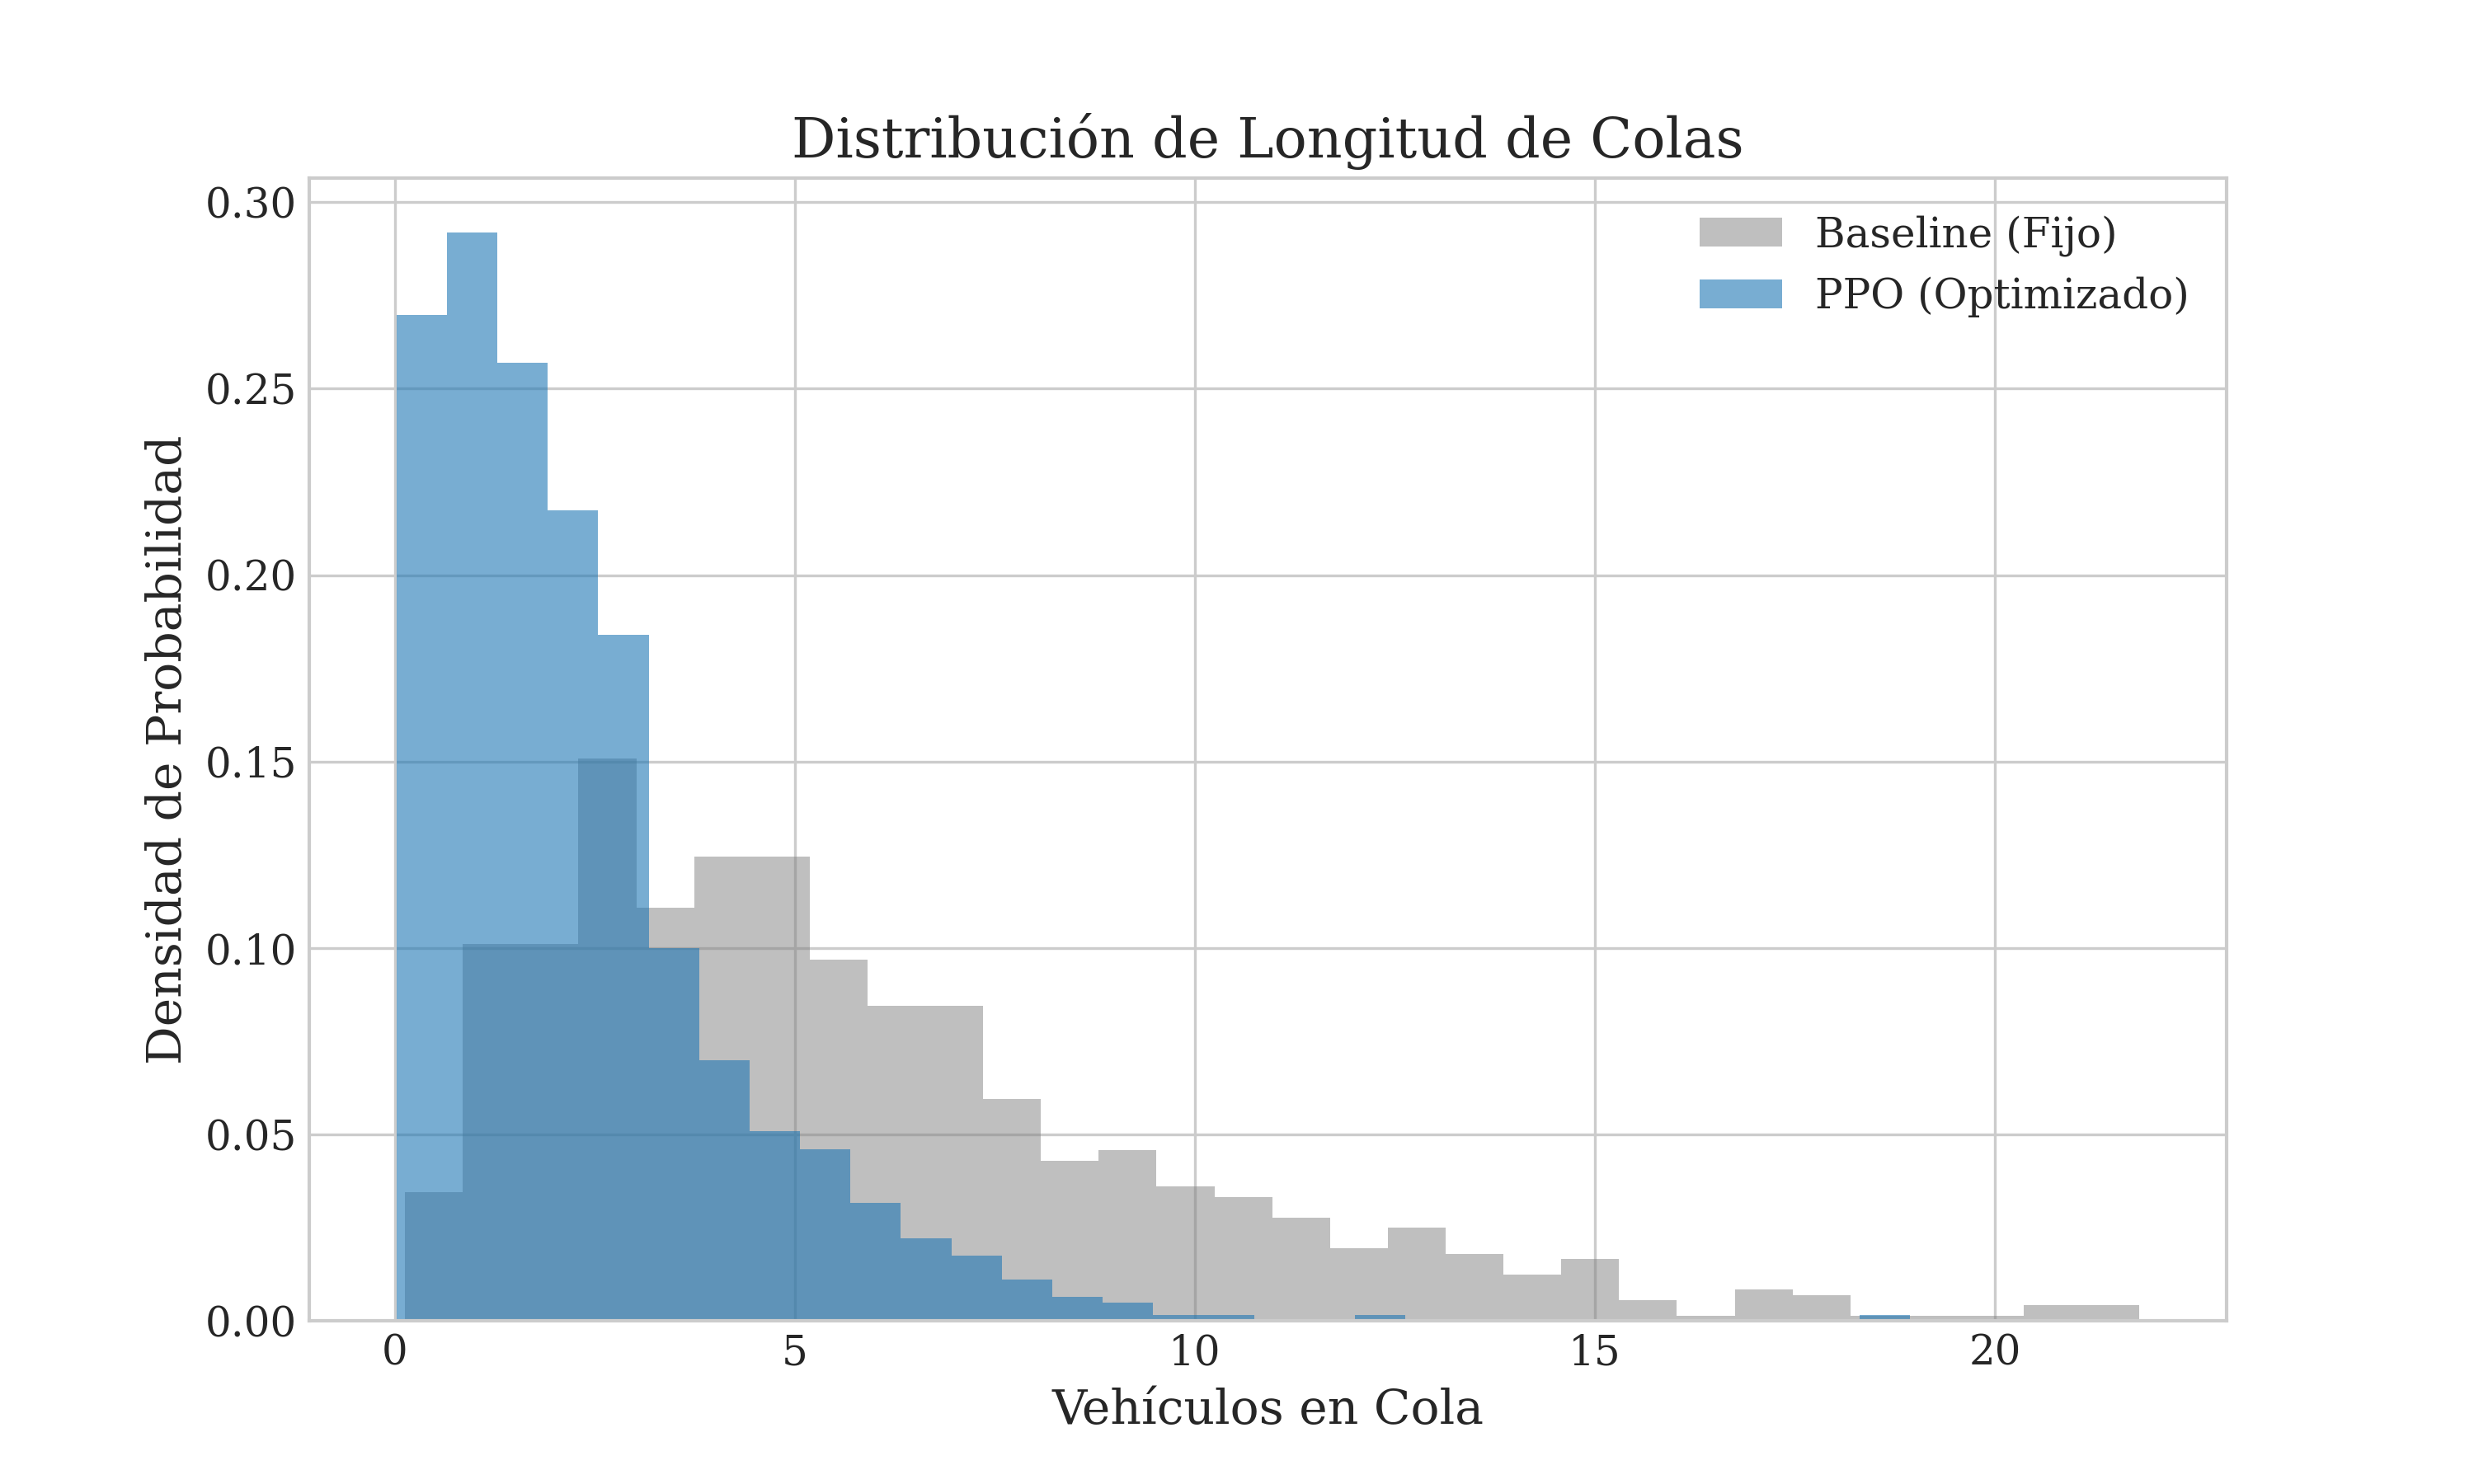 Distribución de Longitud de Colas
Baseline (Fijo)
PPO (Optimizado)
Densidad de Probabilidad
0.30
0.25
0.20
0.15
0.10
0.05
0.00
0 5 10 15 20
Vehículos en Cola